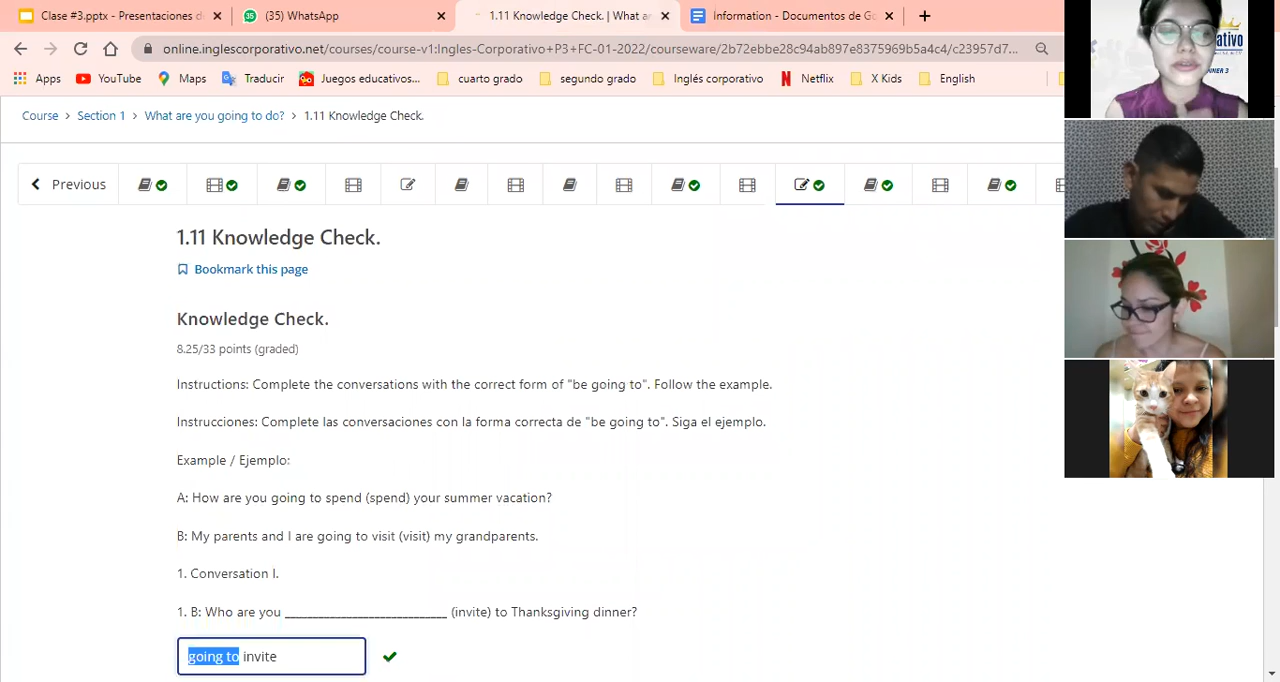 Clase #3.pptx - Presentaciones d
(35) WhatsApp
1.11 Knowledge Check. | What ar
Information - Documentos de Go
35
online.inglescorporativo.net/courses/course-v1:Ingles-Corporativo+P3+FC-01-2022/courseware/2b72ebbe28c94ab897e8375969b5a4c4/c23957d7...
Apps
YouTube
Maps
Traducir
Juegos educativos...
cuarto grado
segundo grado
Inglés corporativo
Netflix
X Kids
English
ativo
NNER 3
Course > Section 1 > What are you going to do? > 1.11 Knowledge Check.
Previous
1.11 Knowledge Check.
Bookmark this page
Knowledge Check.
8.25/33 points (graded)
Instructions: Complete the conversations with the correct form of "be going to". Follow the example.
Instrucciones: Complete las conversaciones con la forma correcta de "be going to". Siga el ejemplo.
Example / Ejemplo:
A: How are you going to spend (spend) your summer vacation?
B: My parents and I are going to visit (visit) my grandparents.
1. Conversation I.
1. B: Who are you ____________________________ (invite) to Thanksgiving dinner?
going to invite